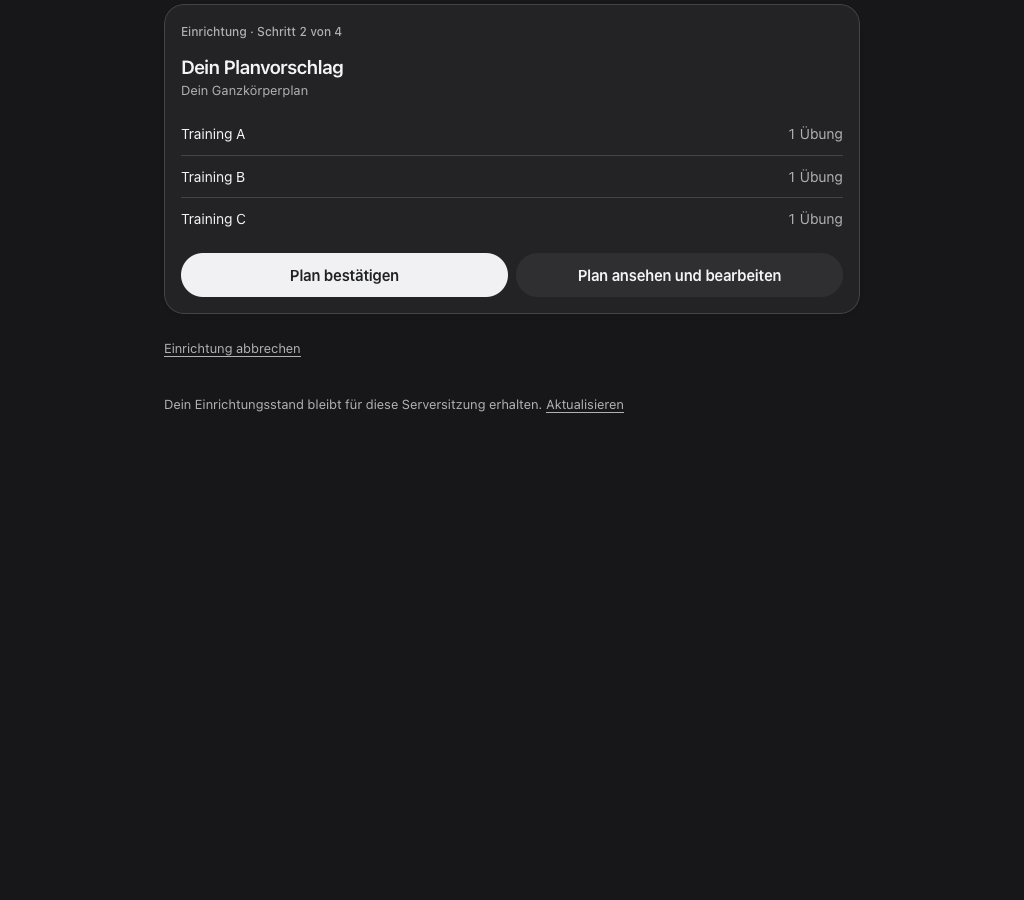 Einrichtung · Schritt 2 von 4
Dein Planvorschlag
Dein Ganzkörperplan
Training A 1 Übung
Training B 1 Übung
Training C 1 Übung
Plan bestätigen Plan ansehen und bearbeiten
Einrichtung abbrechen
Dein Einrichtungsstand bleibt für diese Serversitzung erhalten. Aktualisieren